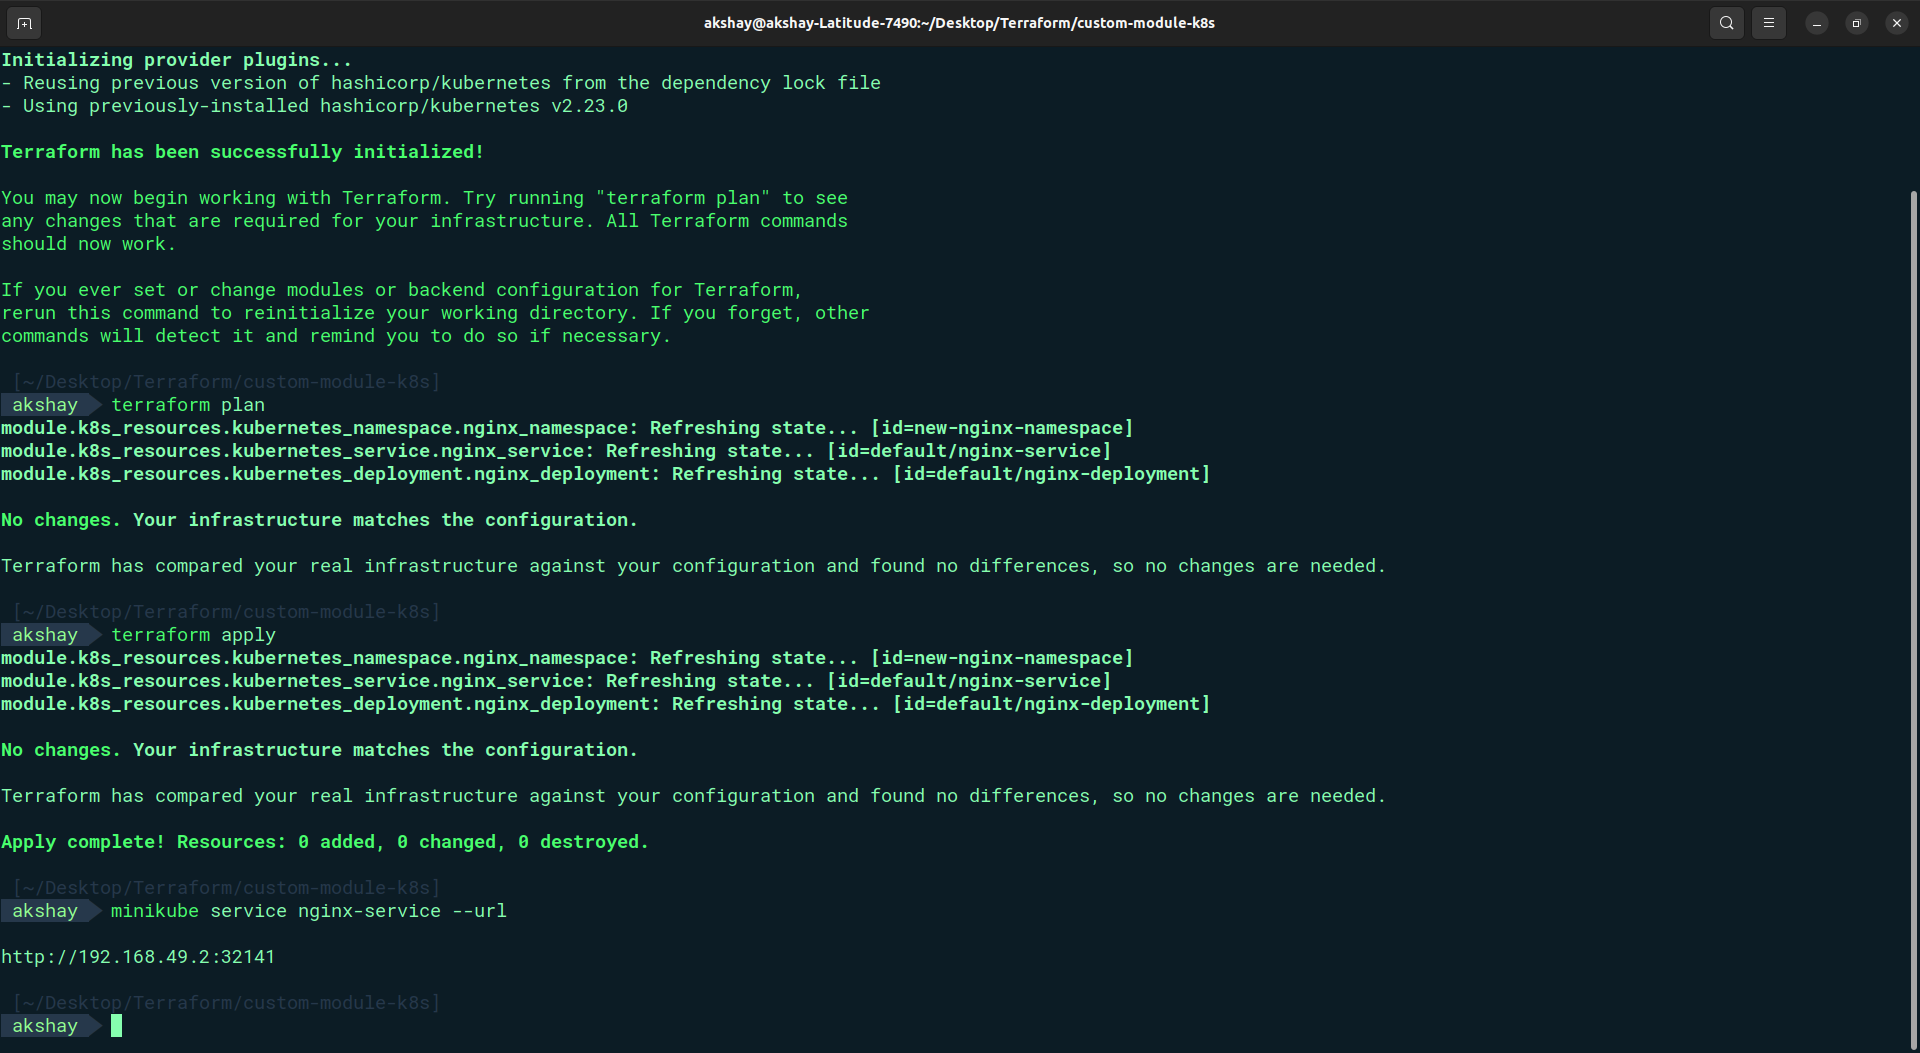 akshay@akshay-Latitude-7490:~/Desktop/Terraform/custom-module-k8s
Initializing provider plugins...
- Reusing previous version of hashicorp/kubernetes from the dependency lock file
- Using previously-installed hashicorp/kubernetes v2.23.0
Terraform has been successfully initialized!
You may now begin working with Terraform. Try running "terraform plan" to see
any changes that are required for your infrastructure. All Terraform commands
should now work.
If you ever set or change modules or backend configuration for Terraform,
rerun this command to reinitialize your working directory. If you forget, other
commands will detect it and remind you to do so if necessary.
[~/Desktop/Terraform/custom-module-k8s]
akshay terraform plan
module.k8s_resources.kubernetes_namespace.nginx_namespace: Refreshing state... [id=new-nginx-namespace]
module.k8s_resources.kubernetes_service.nginx_service: Refreshing state... [id=default/nginx-service]
module.k8s_resources.kubernetes_deployment.nginx_deployment: Refreshing state... [id=default/nginx-deployment]
No changes. Your infrastructure matches the configuration.
Terraform has compared your real infrastructure against your configuration and found no differences, so no changes are needed.
[~/Desktop/Terraform/custom-module-k8s]
akshay terraform apply
module.k8s_resources.kubernetes_namespace.nginx_namespace: Refreshing state... [id=new-nginx-namespace]
module.k8s_resources.kubernetes_service.nginx_service: Refreshing state... [id=default/nginx-service]
module.k8s_resources.kubernetes_deployment.nginx_deployment: Refreshing state... [id=default/nginx-deployment]
No changes. Your infrastructure matches the configuration.
Terraform has compared your real infrastructure against your configuration and found no differences, so no changes are needed.
Apply complete! Resources: 0 added, 0 changed, 0 destroyed.
[~/Desktop/Terraform/custom-module-k8s]
akshay minikube service nginx-service --url
http://192.168.49.2:32141
[~/Desktop/Terraform/custom-module-k8s]
akshay